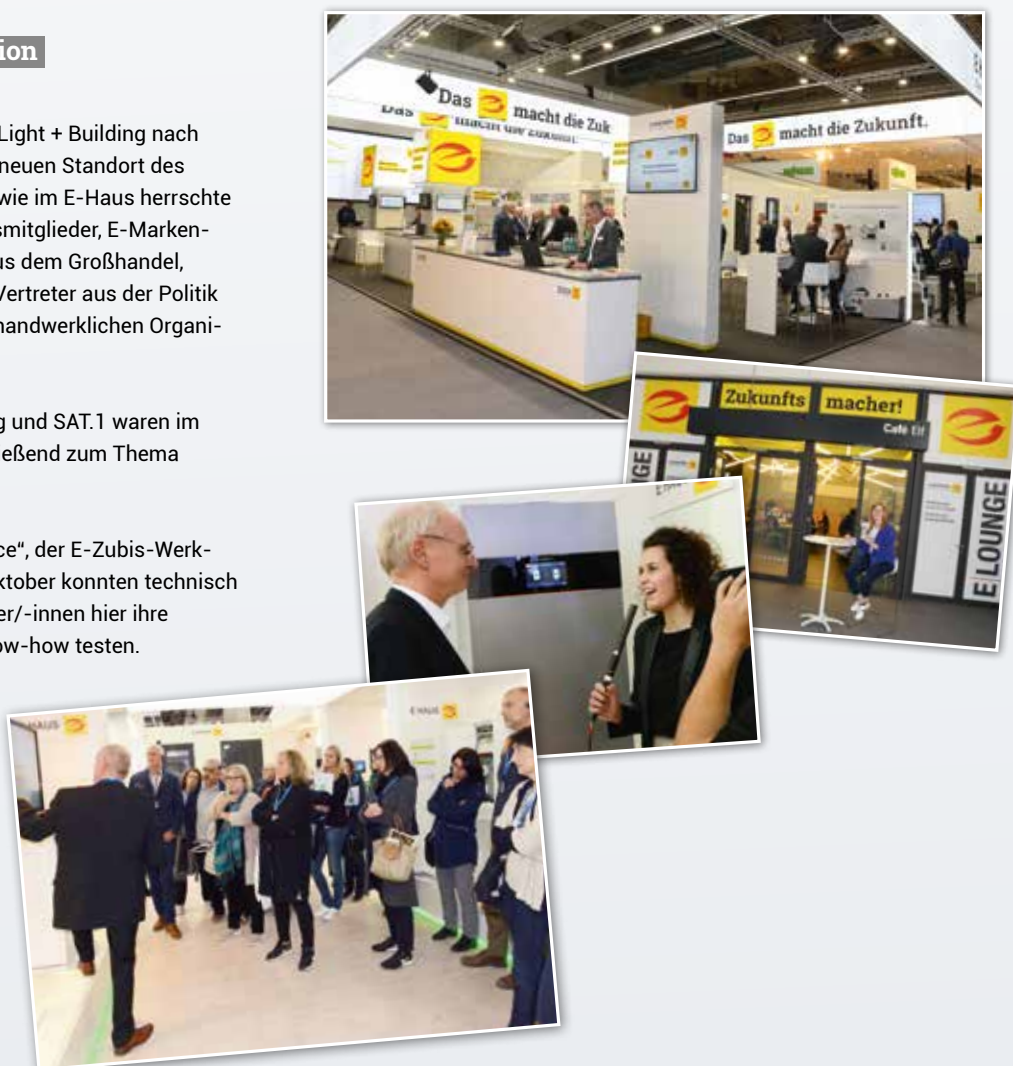 ion
Light + Building nach
neuen Standort des
wie im E-Haus herrschte
smitglieder, E-Marken-
us dem Großhandel,
Vertreter aus der Politik
handwerklichen Organi-
g und SAT.1 waren im
eßend zum Thema
ce“, der E-Zubis-Werk-
ktober konnten technisch
er/-innen hier ihre
ow-how testen.
Das e macht die Zuk
Das e macht die Zukunft.
Das e macht die Zukunft.
Zukunfts macher!
Café
GE
E LOUNGE
HAUS
E HAUS